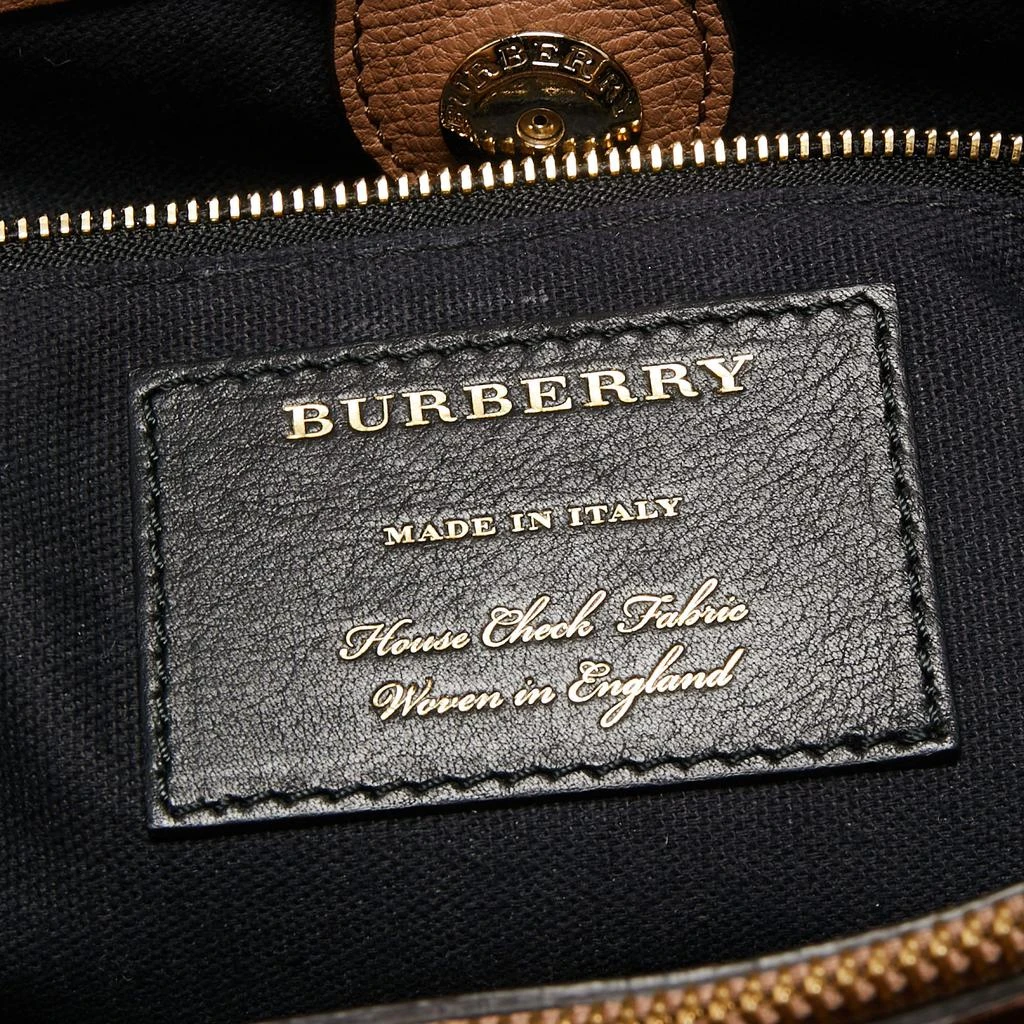 BURBERRY
BURBERRY
MADE IN ITALY
House Check Fabric
Woven in England